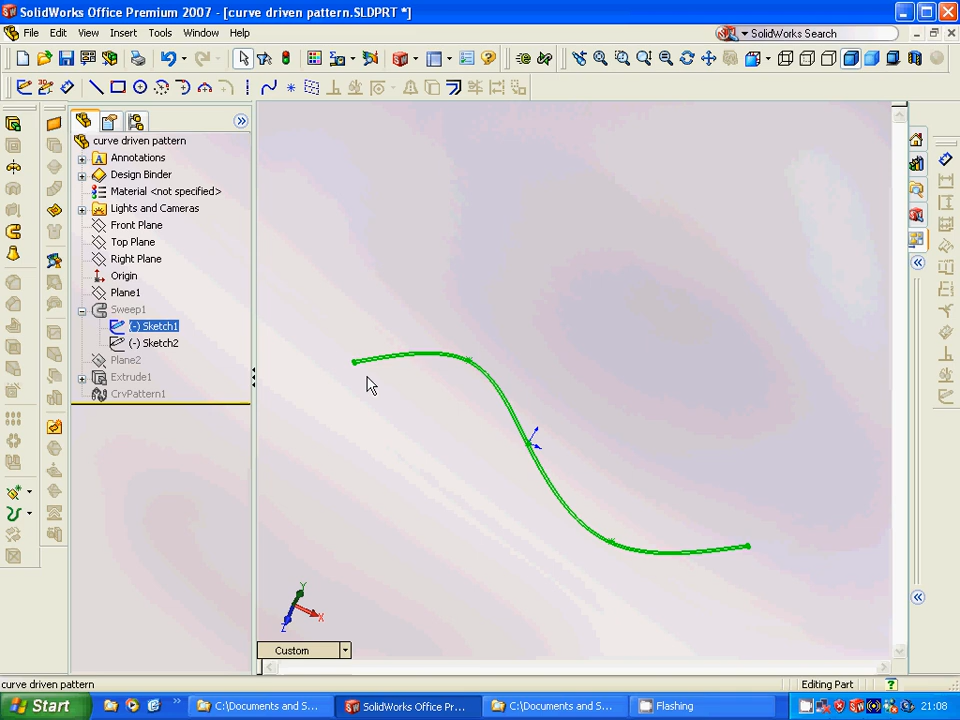 SolidWorks Office Premium 2007 - [curve driven pattern.SLDPRT *]
File Edit View Insert Tools Window Help
SolidWorks Search
curve driven pattern
Annotations
Design Binder
Material <not specified>
Lights and Cameras
Front Plane
Top Plane
Right Plane
Origin
Plane1
Sweep1
(-) Sketch1
(-) Sketch2
Plane2
Extrude1
CrvPattern1
Y
X
Z
Custom
curve driven pattern
Editing Part
Start
C:\Documents and S...
SolidWorks Office Pr...
C:\Documents and S...
Flashing
21:08